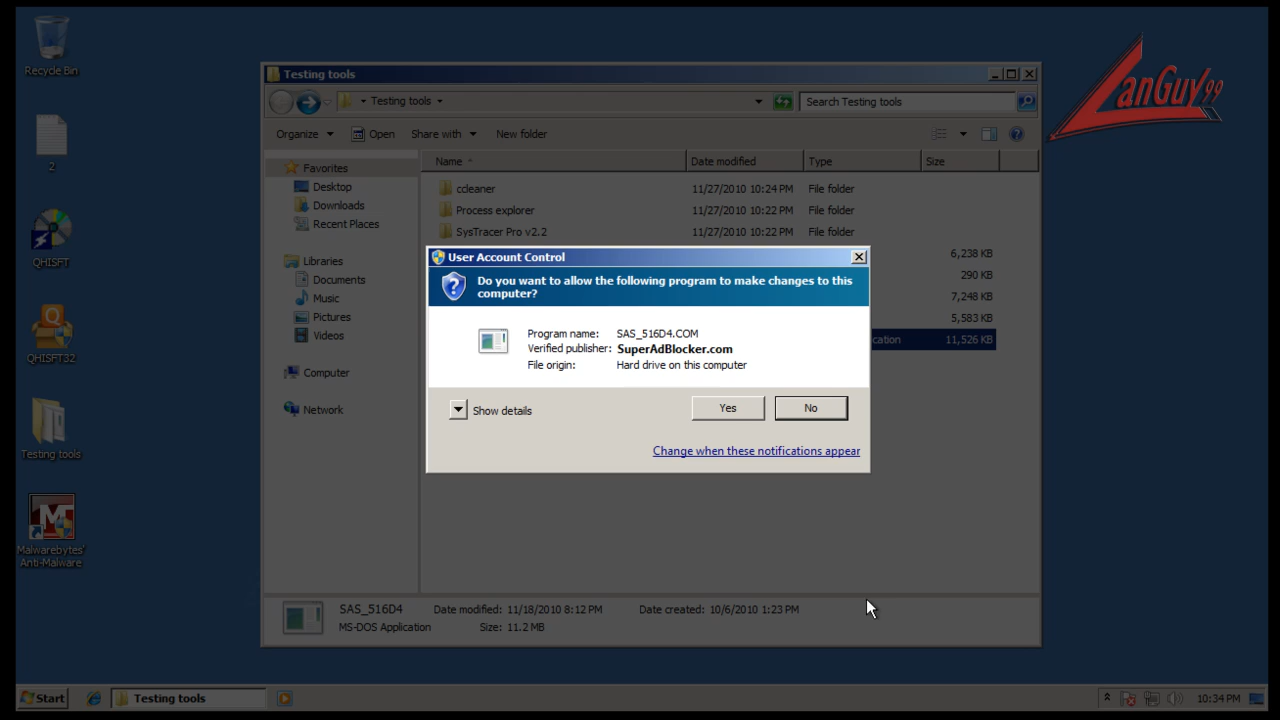 Recycle Bin
2
QHISFT
QHISFT32
Testing tools
Malwarebytes'
Anti-Malware
LanGuy99
Testing tools
Testing tools
Search Testing tools
Organize Open Share with New folder
Name Date modified Type Size
Favorites
Desktop
Downloads
Recent Places
Libraries
Documents
Music
Pictures
Videos
Computer
Network
ccleaner 11/27/2010 10:24 PM File folder
Process explorer 11/27/2010 10:22 PM File folder
SysTracer Pro v2.2 11/27/2010 10:22 PM File folder
6,238 KB
290 KB
7,248 KB
5,583 KB
cation 11,526 KB
User Account Control
Do you want to allow the following program to make changes to this
computer?
Program name: SAS_516D4.COM
Verified publisher: SuperAdBlocker.com
File origin: Hard drive on this computer
Show details
Yes No
Change when these notifications appear
SAS_516D4 Date modified: 11/18/2010 8:12 PM Date created: 10/6/2010 1:23 PM
MS-DOS Application Size: 11.2 MB
Start Testing tools 10:34 PM